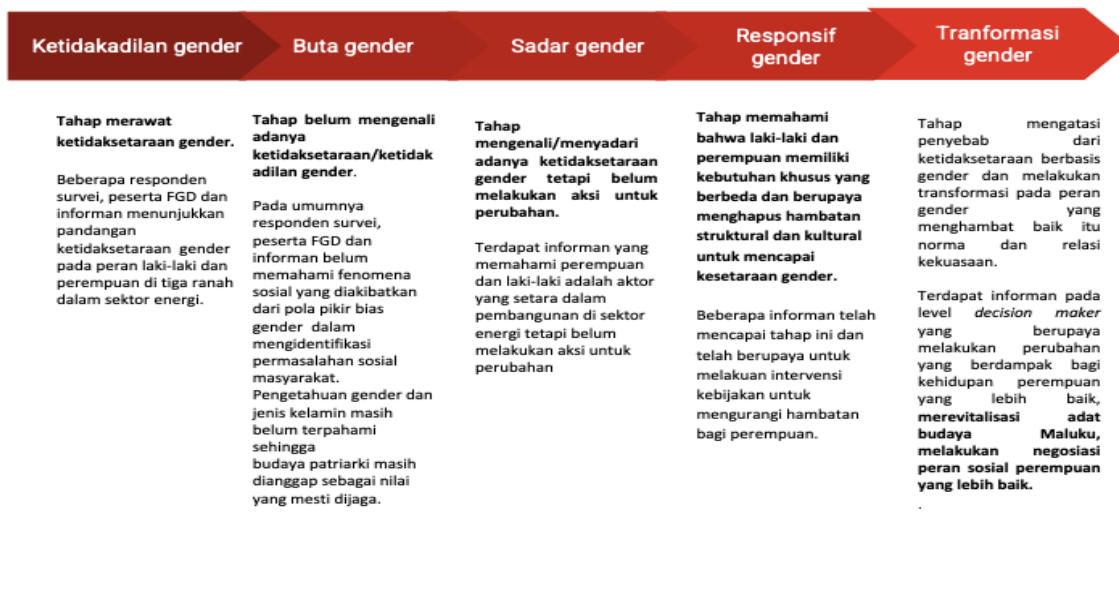 Ketidakadilan gender
Buta gender
Sadar gender
Responsif
gender
Tranformasi
gender
Tahap merawat
ketidaksetaraan gender.
Beberapa responden
survei, peserta FGD dan
informan menunjukkan
pandangan
ketidaksetaraan gender
pada peran laki-laki dan
perempuan di tiga ranah
dalam sektor energi.
Tahap belum mengenali
adanya
ketidaksetaraan/ketidak
adilan gender.
Pada umumnya
responden survei,
peserta FGD dan
informan belum
memahami fenomena
sosial yang diakibatkan
dari pola pikir bias
gender dalam
mengidentifikasi
permasalahan sosial
masyarakat.
Pengetahuan gender dan
jenis kelamin masih
belum terpahami
sehingga
budaya patriarki masih
dianggap sebagai nilai
yang mesti dijaga.
Tahap
mengenali/menyadari
adanya ketidaksetaraan
gender tetapi belum
melakukan aksi untuk
perubahan.
Terdapat informan yang
memahami perempuan
dan laki-laki adalah aktor
yang setara dalam
pembangunan di sektor
energi tetapi belum
melakukan aksi untuk
perubahan
Tahap memahami
bahwa laki-laki dan
perempuan memiliki
kebutuhan khusus yang
berbeda dan berupaya
menghapus hambatan
struktural dan kultural
untuk mencapai
kesetaraan gender.
Beberapa informan telah
mencapai tahap ini dan
telah berupaya untuk
melakuan intervensi
kebijakan untuk
mengurangi hambatan
bagi perempuan.
Tahap mengatasi
penyebab dari
ketidaksetaraan berbasis
gender dan melakukan
transformasi pada peran
gender yang
menghambat baik itu
norma dan relasi
kekuasaan.
Terdapat informan pada
level decision maker
yang berupaya
melakukan perubahan
yang berdampak bagi
kehidupan perempuan
yang lebih baik,
merevitalisasi adat
budaya Maluku,
melakukan negosiasi
peran sosial perempuan
yang lebih baik.
.